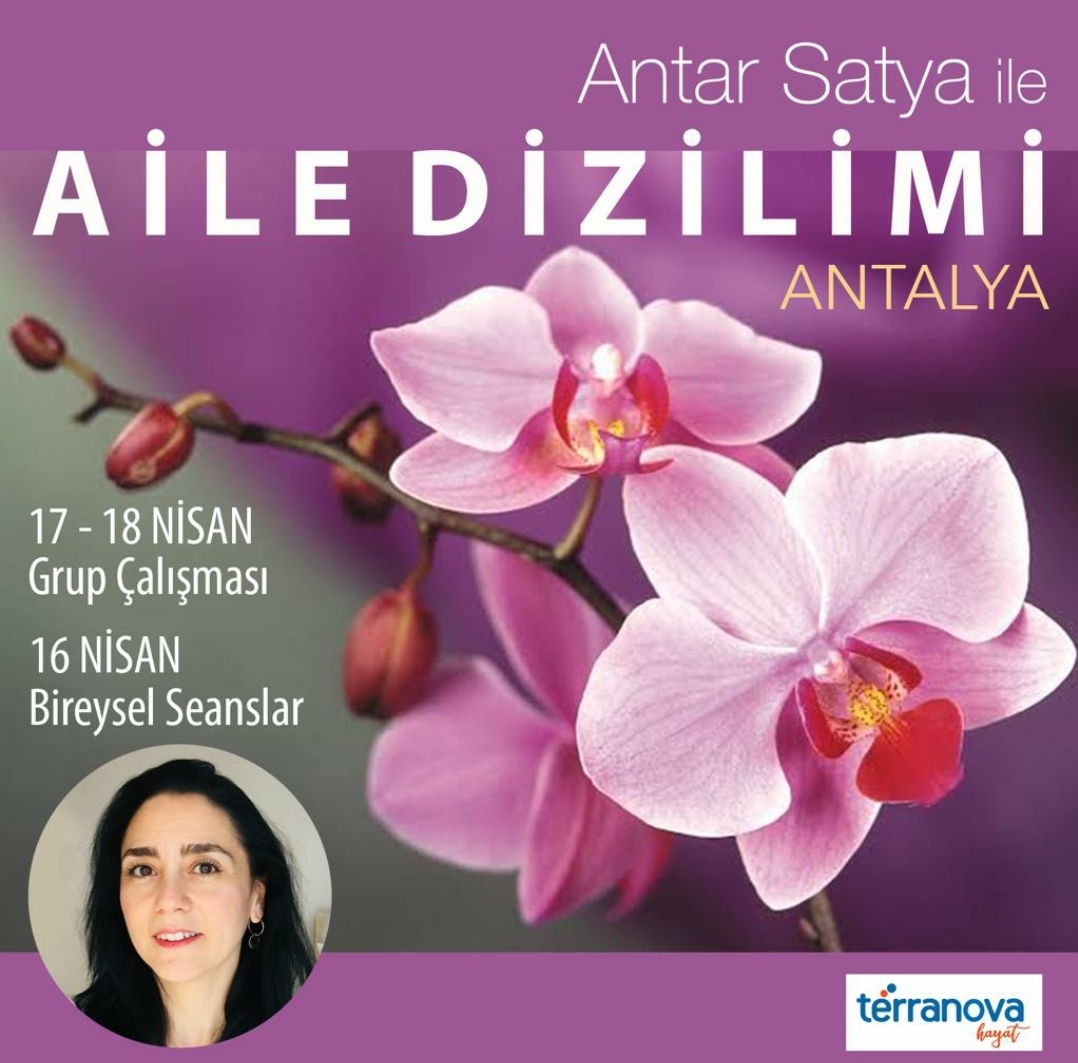 Antar Satya ile
AİLE DİZİLİMİ
ANTALYA
17 - 18 NİSAN
Grup Çalışması
16 NİSAN
Bireysel Seanslar
terranova
hayat